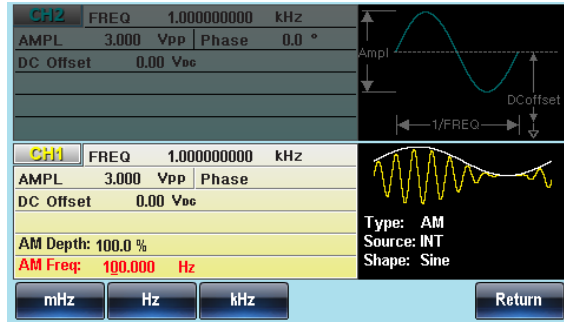 CH2 FREQ 1.000000000 kHz
AMPL 3.000 Vpp Phase 0.0 °
DC Offset 0.00 VDC
Ampl
DCoffset
1/FREQ
CH1 FREQ 1.000000000 kHz
AMPL 3.000 Vpp Phase
DC Offset 0.00 VDC
AM Depth: 100.0 %
AM Freq: 100.000 Hz
Type: AM
Source: INT
Shape: Sine
mHz Hz kHz Return